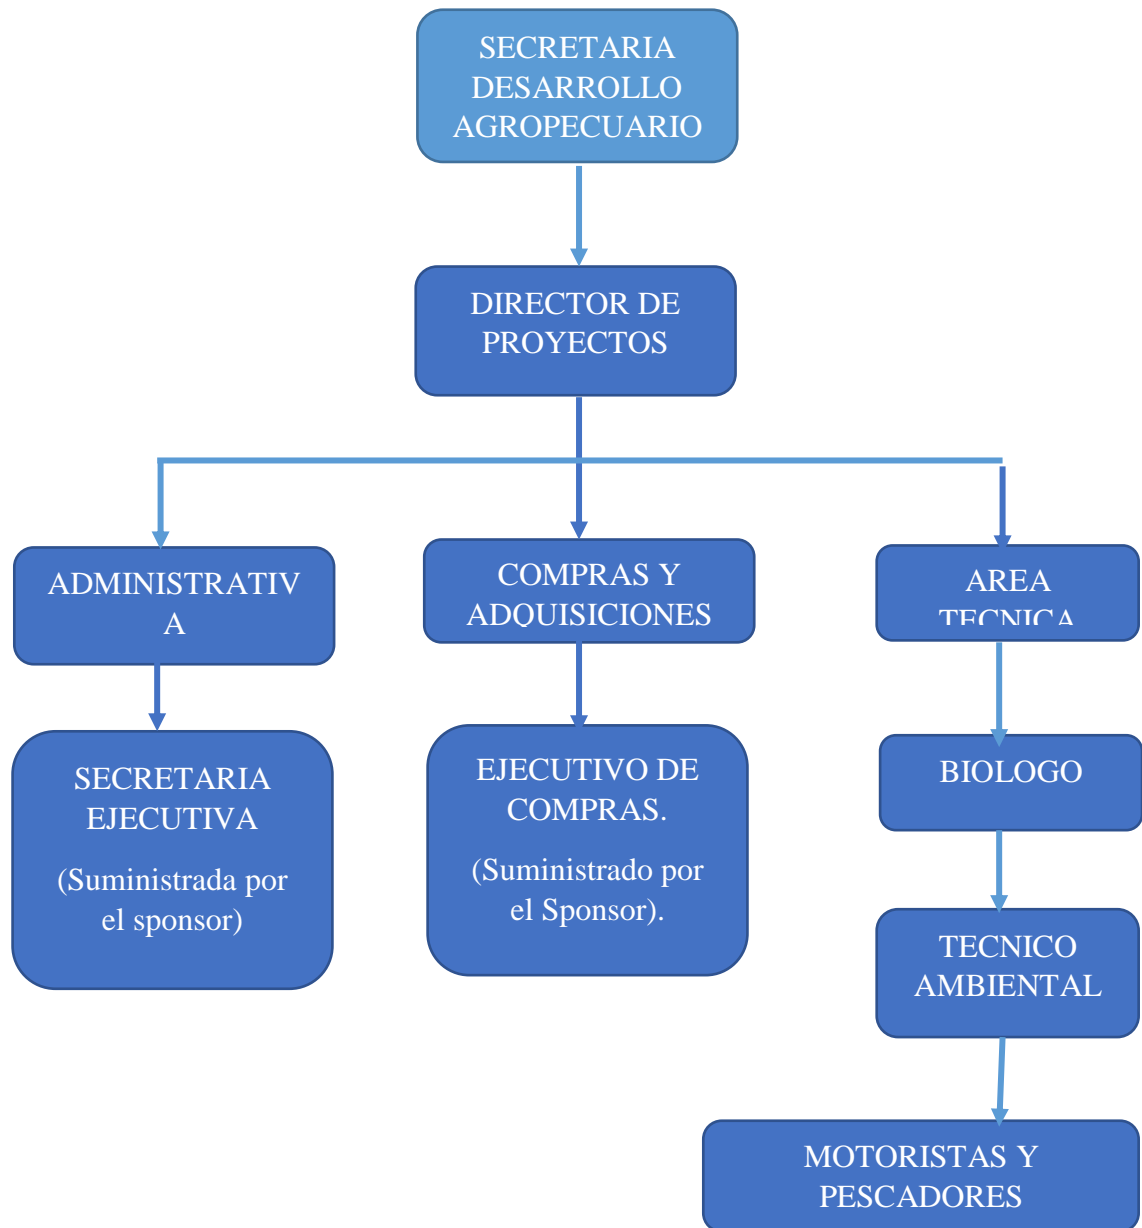 SECRETARIA
DESARROLLO
AGROPECUARIO
DIRECTOR DE
PROYECTOS
ADMINISTRATIV
A
COMPRAS Y
ADQUISICIONES
AREA
TECNICA
SECRETARIA
EJECUTIVA
(Suministrada por
el sponsor)
EJECUTIVO DE
COMPRAS.
(Suministrado por
el Sponsor).
BIOLOGO
TECNICO
AMBIENTAL
MOTORISTAS Y
PESCADORES